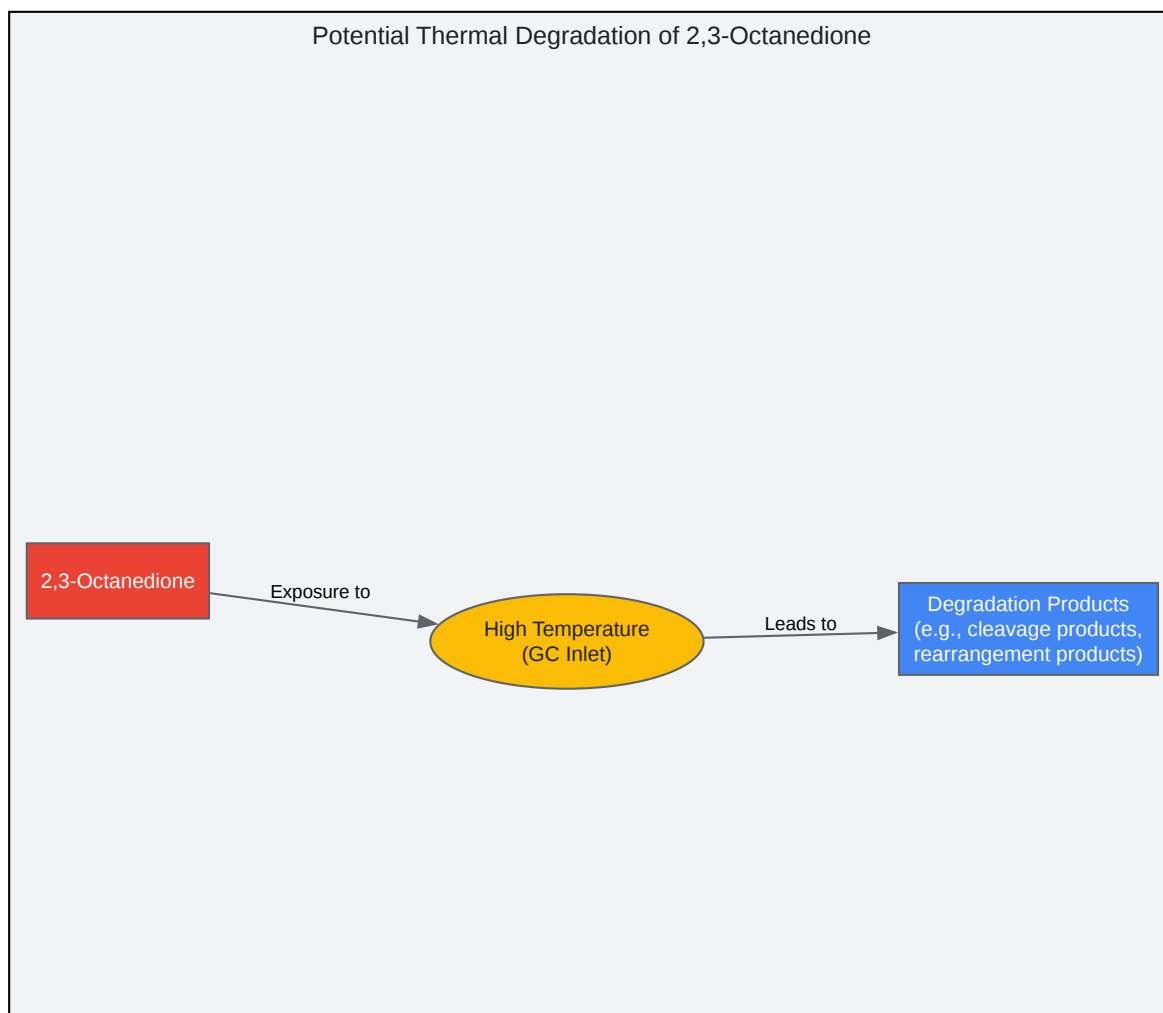 Potential Thermal Degradation of 2,3-Octanedione
2,3-Octanedione
Exposure to
High Temperature
(GC Inlet)
Leads to
Degradation Products
(e.g., cleavage products,
rearrangement products)